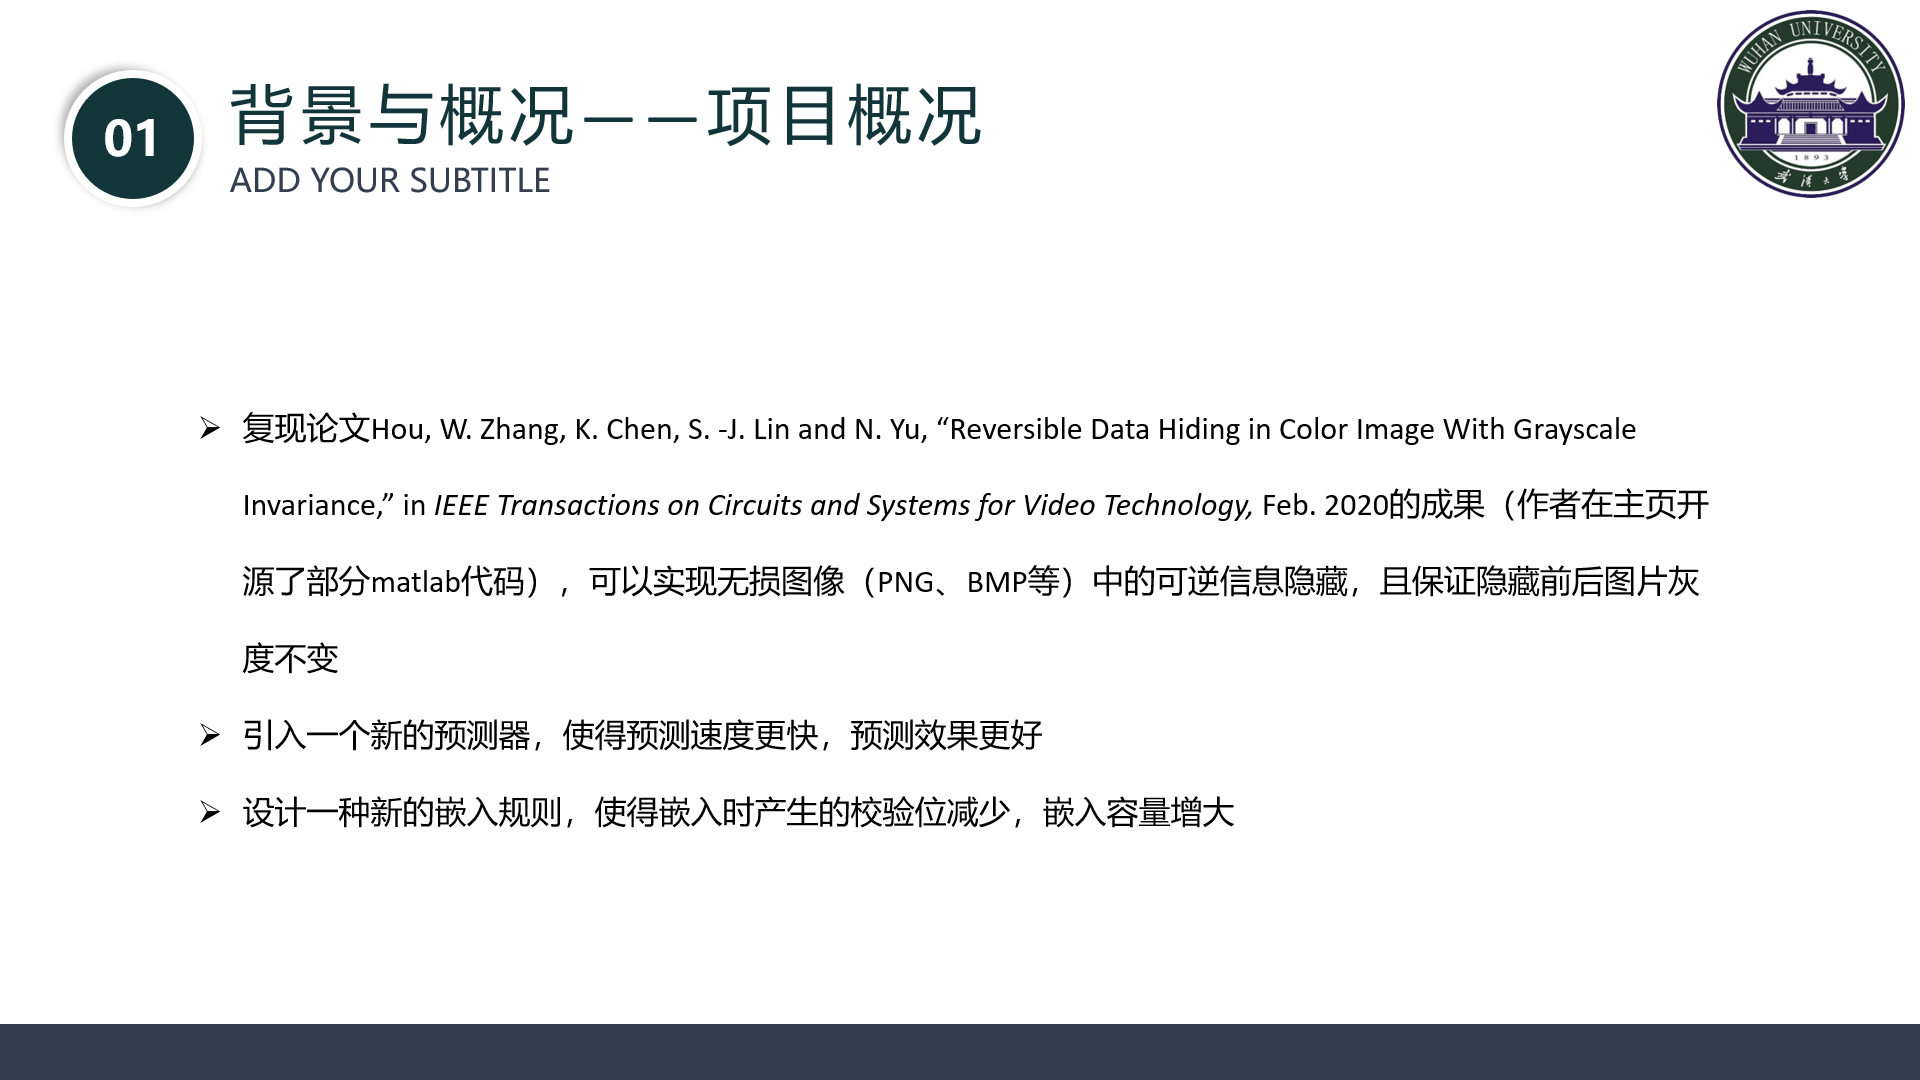 01
背景与概况——项目概况
ADD YOUR SUBTITLE
WUHAN UNIVERSITY
1893
武汉大学
复现论文Hou, W. Zhang, K. Chen, S. -J. Lin and N. Yu, “Reversible Data Hiding in Color Image With Grayscale
Invariance,” in IEEE Transactions on Circuits and Systems for Video Technology, Feb. 2020的成果（作者在主页开
源了部分matlab代码），可以实现无损图像（PNG、BMP等）中的可逆信息隐藏，且保证隐藏前后图片灰
度不变
引入一个新的预测器，使得预测速度更快，预测效果更好
设计一种新的嵌入规则，使得嵌入时产生的校验位减少，嵌入容量增大